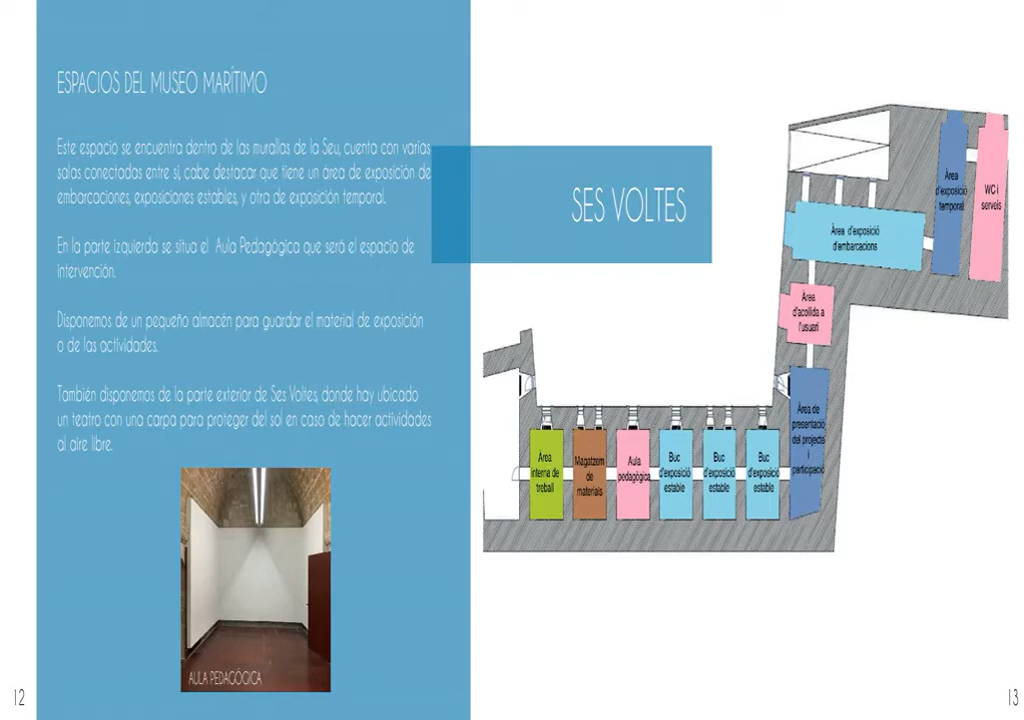 ESPACIOS DEL MUSEO MARÍTIMO
Este espacio se encuentra dentro de las murallas de la Seu, cuenta con varias
salas conectadas entre sí, cabe destacar que tiene un área de exposición de
embarcaciones, exposiciones estables, y otra de exposición temporal.
En la parte izquierda se situa el Aula Pedagógica que será el espacio de
intervención.
Disponemos de un pequeño almacén para guardar el material de exposición
o de las actividades.
También disponemos de la parte exterior de Ses Voltes, donde hay ubicado
un teatro con una carpa para proteger del sol en caso de hacer actividades
al aire libre.
AULA PEDAGÓGICA
12
SES VOLTES
Àrea
d'exposició
temporal
WC i
serveis
Àrea d'exposició
d'embarcacions
Àrea
d'acollida a
l'usuari
Àrea de
presentació
del projecte
i
participació
Àrea
interna de
treball
Magatzem
de
materials
Aula
pedagògica
Buc
d'exposició
estable
Buc
d'exposició
estable
Buc
d'exposició
estable
13